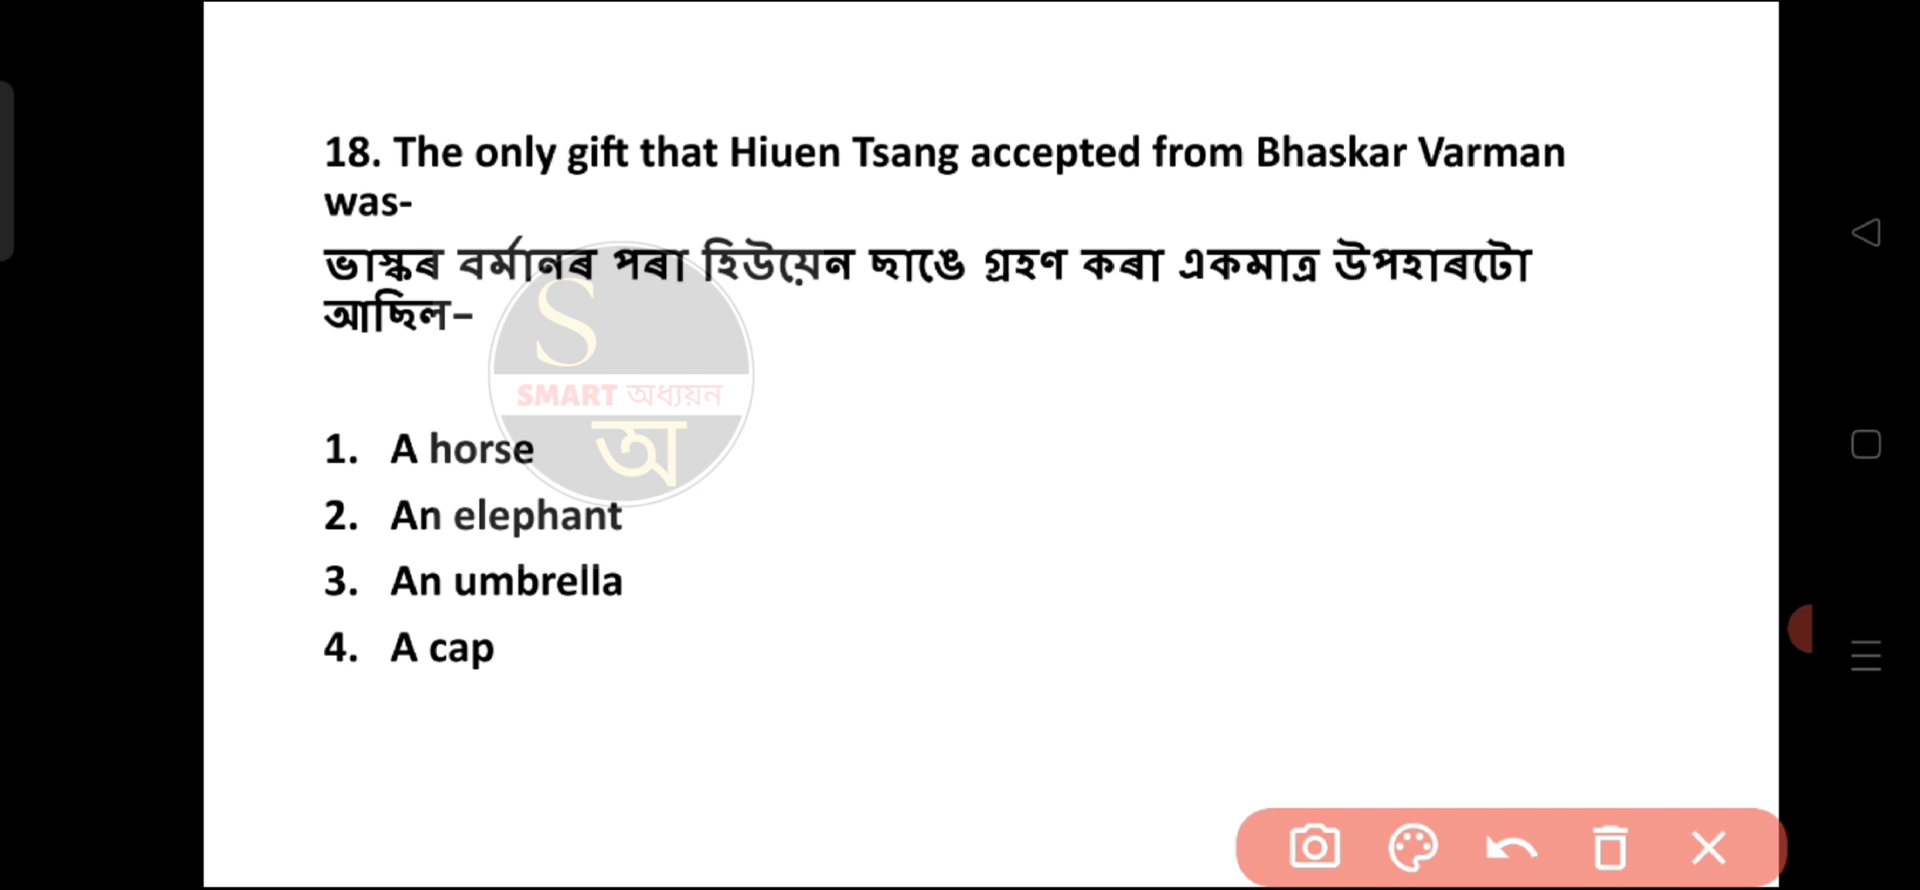 18. The only gift that Hiuen Tsang accepted from Bhaskar Varman
was-
ভাস্কৰ বৰ্মানৰ পৰা হিউয়েন ছাঙে গ্ৰহণ কৰা একমাত্ৰ উপহাৰটো
আছিল–
S
SMART অধ্যয়ন
অ
1. A horse
2. An elephant
3. An umbrella
4. A cap